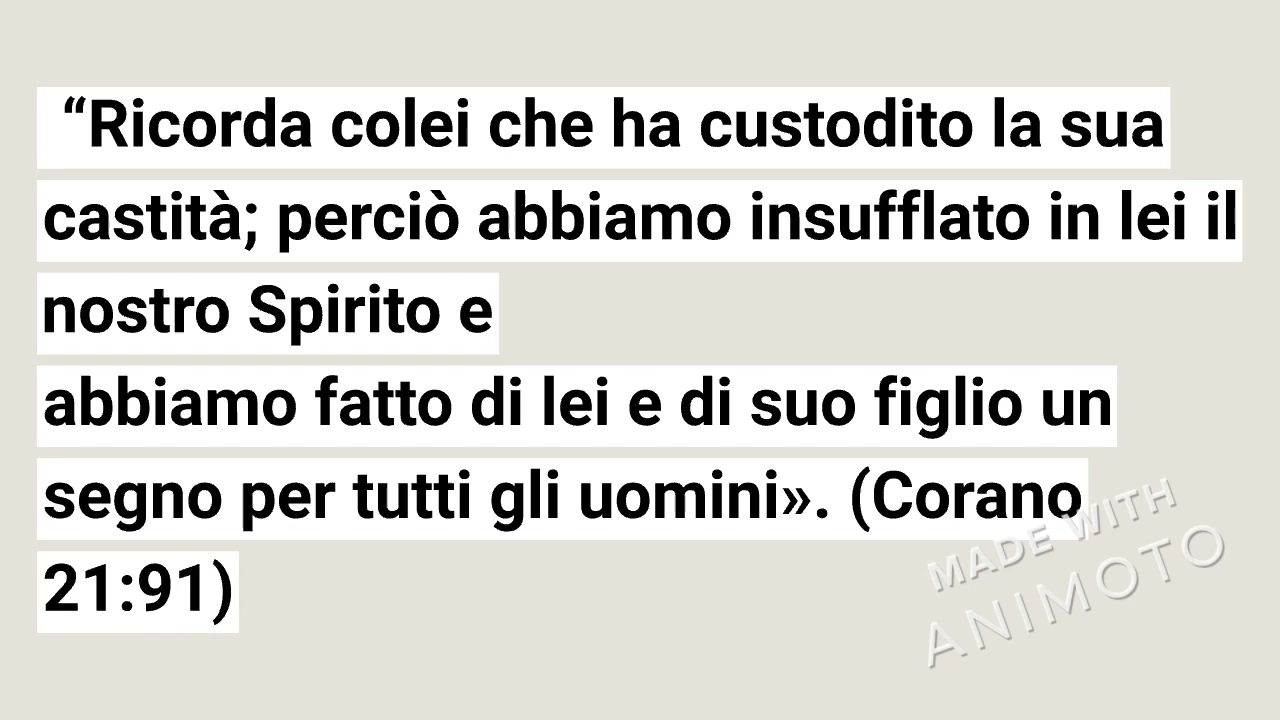 “Ricorda colei che ha custodito la sua
castità; perciò abbiamo insufflato in lei il
nostro Spirito e
abbiamo fatto di lei e di suo figlio un
segno per tutti gli uomini». (Corano
21:91)
MADE WITH
ANIMOTO